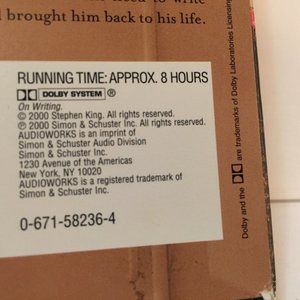 brought him back to his life.
RUNNING TIME: APPROX. 8 HOURS
DOLBY SYSTEM ®
On Writing.
© 2000 Stephen King. All rights reserved.
℗ 2000 Simon & Schuster Inc.
All rights reserved.
AUDIOWORKS is an imprint of
Simon & Schuster Audio Division
Simon & Schuster Inc.
1230 Avenue of the Americas
New York, NY 10020
AUDIOWORKS is a registered trademark of
Simon & Schuster Inc.
0-671-58236-4
Dolby and the are trademarks of Dolby Laboratories Licensing